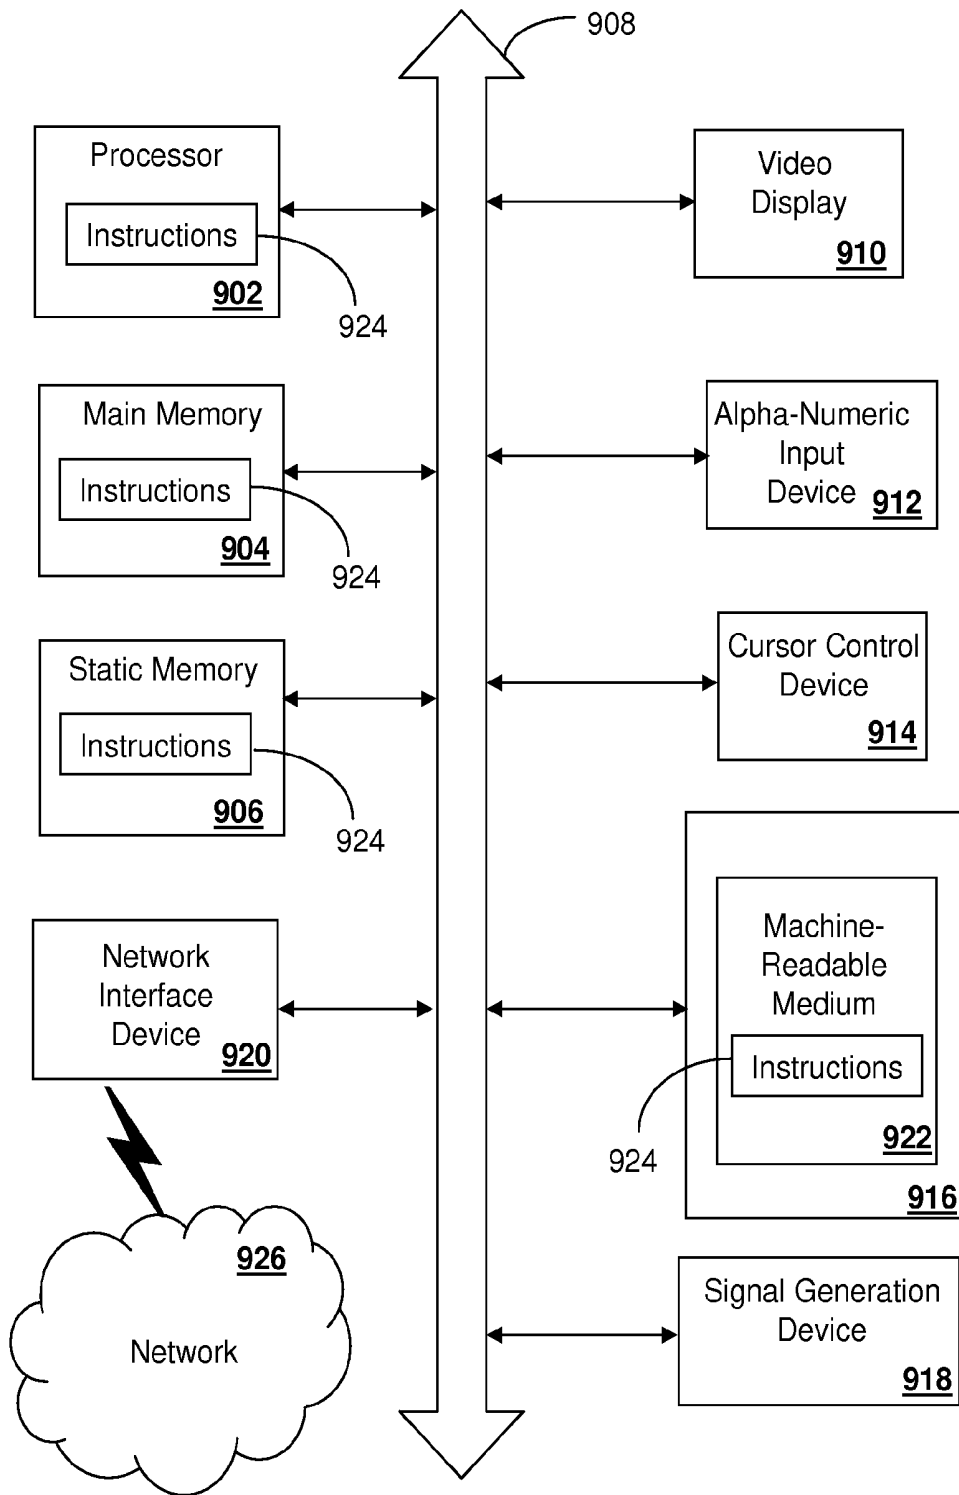 908
Processor
Instructions
902
924
Main Memory
Instructions
904
924
Static Memory
Instructions
906
924
Network
Interface
Device
920
926
Network
Video
Display
910
Alpha-Numeric
Input
Device
912
Cursor Control
Device
914
Machine-
Readable
Medium
Instructions
924
922
916
Signal Generation
Device
918